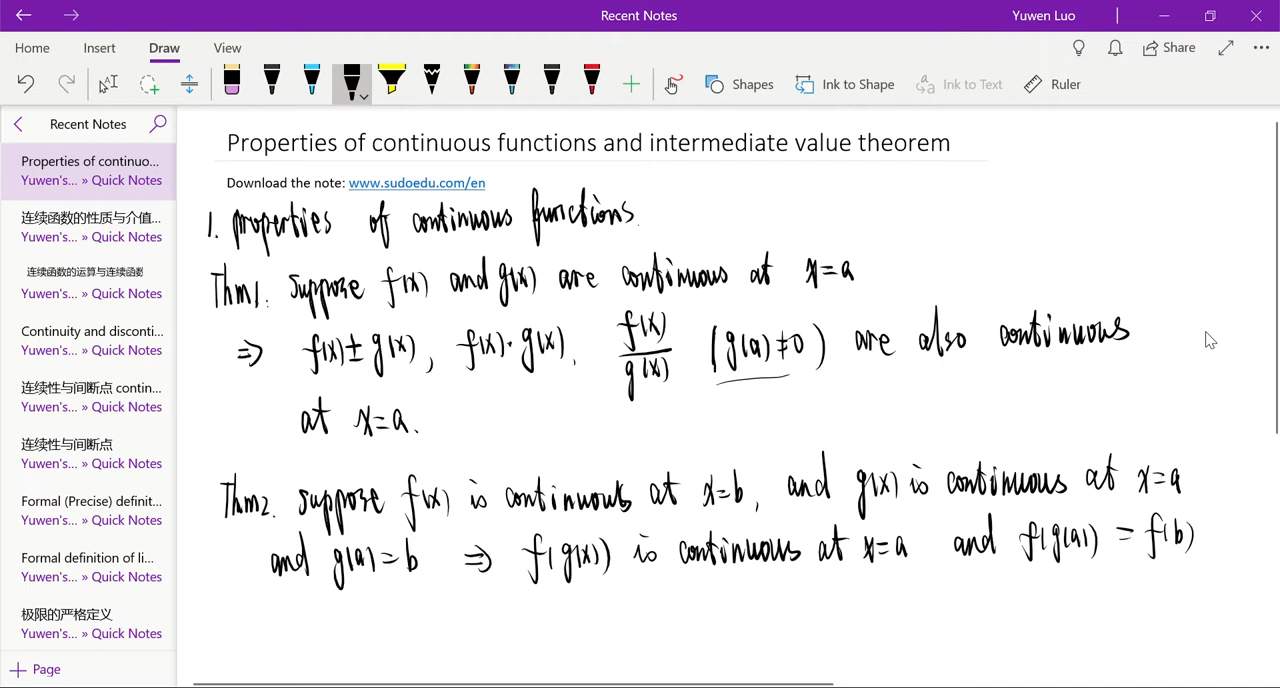 Recent Notes
Yuwen Luo
Home Insert Draw View
Share
Shapes Ink to Shape Ink to Text Ruler
Recent Notes
Properties of continuo...
Yuwen's... » Quick Notes
连续函数的性质与介值...
Yuwen's... » Quick Notes
连续函数的运算与连续函数
Yuwen's... » Quick Notes
Continuity and disconti...
Yuwen's... » Quick Notes
连续性与间断点 contin...
Yuwen's... » Quick Notes
连续性与间断点
Yuwen's... » Quick Notes
Formal (Precise) definit...
Yuwen's... » Quick Notes
Formal definition of li...
Yuwen's... » Quick Notes
极限的严格定义
Yuwen's... » Quick Notes
+ Page
Properties of continuous functions and intermediate value theorem
Download the note: www.sudoedu.com/en
1. properties of continuous functions.
Thm1. suppose f(x) and g(x) are continuous at x=a
⇒ f(x)±g(x), f(x)·g(x), f(x)/g(x) (g(a)≠0) are also continuous
at x=a.
Thm2. suppose f(x) is continuous at x=b, and g(x) is continuous at x=a
and g(a)=b ⇒ f(g(x)) is continuous at x=a and f(g(a)) = f(b)